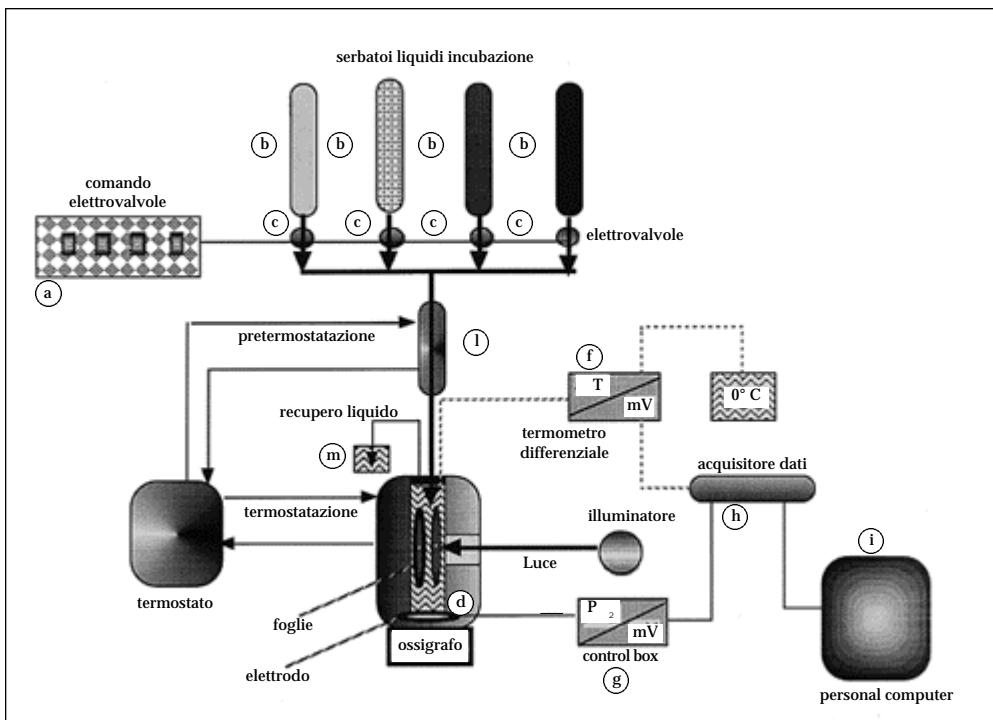 serbatoi liquidi incubazione
b b b b
comando
elettrovalvole
c c c c
elettrovalvole
a
pretermostatazione
l
f
T
mV
0° C
recupero liquido
termometro
differenziale
m
acquisitore dati
termostatazione
illuminatore
h
i
Luce
termostato
d
P 2
mV
foglie
ossigrafo
control box
elettrodo
g
personal computer